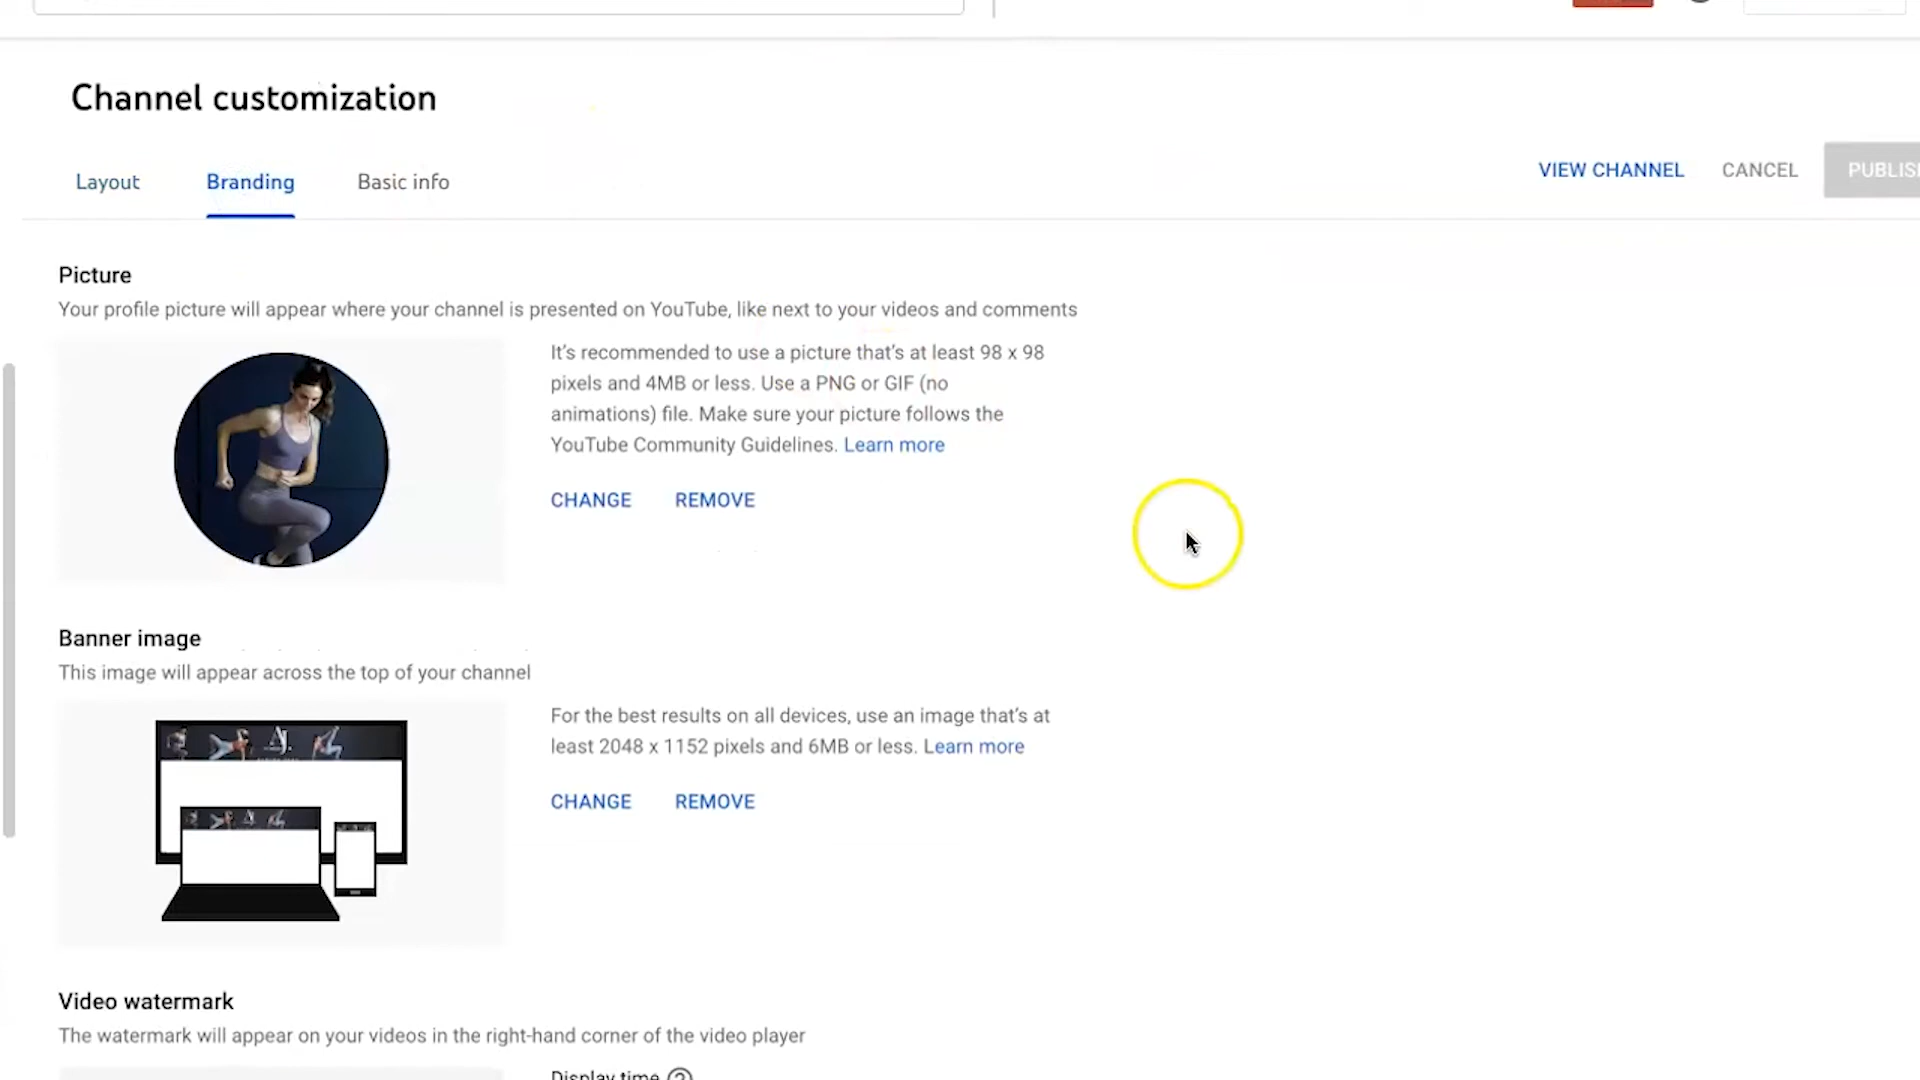 Channel customization
Layout Branding Basic info
VIEW CHANNEL CANCEL PUBLIS
Picture
Your profile picture will appear where your channel is presented on YouTube, like next to your videos and comments
It's recommended to use a picture that's at least 98 x 98
pixels and 4MB or less. Use a PNG or GIF (no
animations) file. Make sure your picture follows the
YouTube Community Guidelines. Learn more
CHANGE REMOVE
Banner image
This image will appear across the top of your channel
AJ
For the best results on all devices, use an image that's at
least 2048 x 1152 pixels and 6MB or less. Learn more
CHANGE REMOVE
Video watermark
The watermark will appear on your videos in the right-hand corner of the video player
Display time